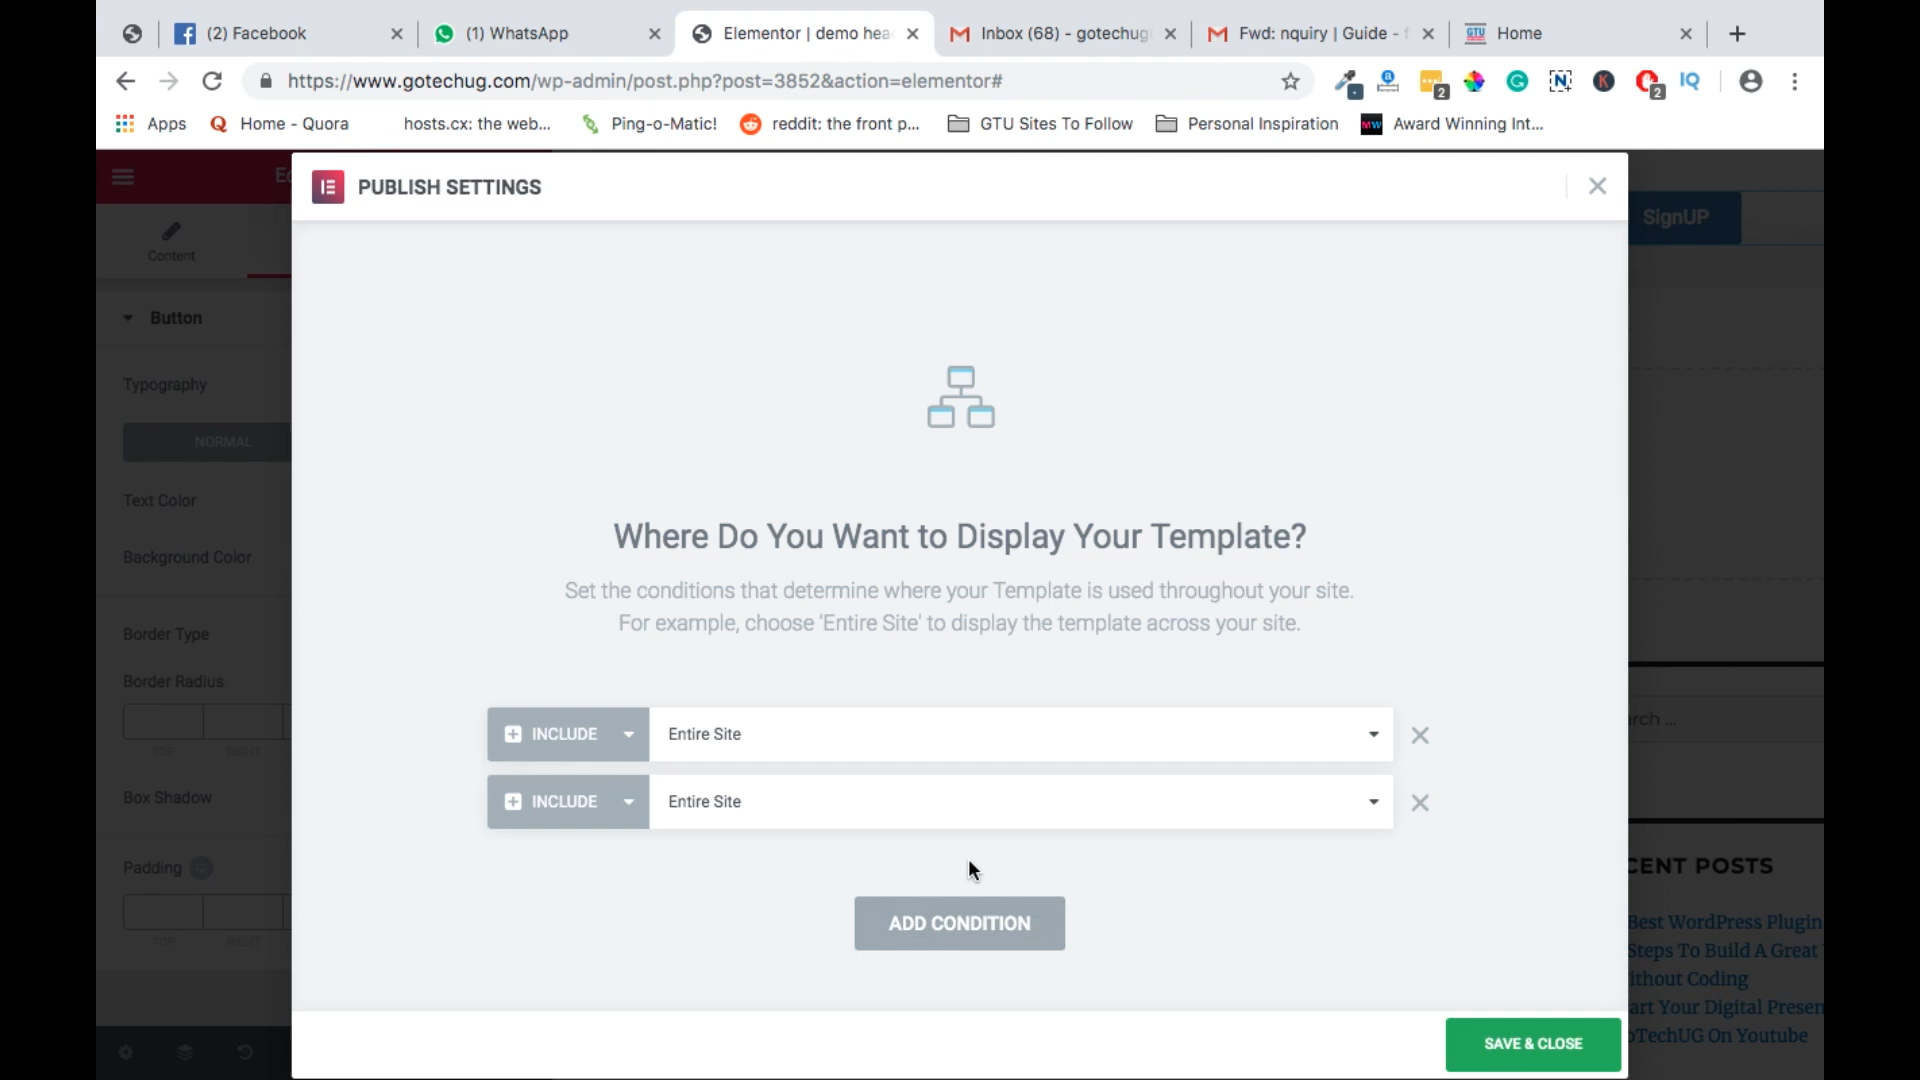 (2) Facebook
(1) WhatsApp
Elementor | demo hea
Inbox (68) - gotechug
Fwd: nquiry | Guide - f
GTU
Home
https://www.gotechug.com/wp-admin/post.php?post=3852&action=elementor#
2
2
IQ
Apps
Home - Quora
hosts.cx: the web...
Ping-o-Matic!
reddit: the front p...
GTU Sites To Follow
Personal Inspiration
MW
Award Winning Int...
PUBLISH SETTINGS
SignUP
Content
Button
Typography
NORMAL
Text Color
Background Color
Border Type
Border Radius
TOP
RIGHT
Box Shadow
Padding
TOP
RIGHT
Where Do You Want to Display Your Template?
Set the conditions that determine where your Template is used throughout your site.
For example, choose 'Entire Site' to display the template across your site.
INCLUDE
Entire Site
INCLUDE
Entire Site
ADD CONDITION
SAVE & CLOSE
rch ...
CENT POSTS
Best WordPress Plugin
Steps To Build A Great
ithout Coding
art Your Digital Presen
oTechUG On Youtube